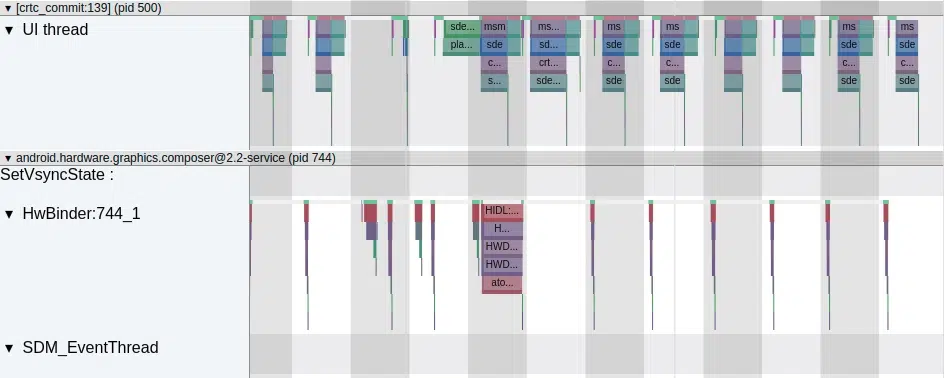 ▼ [crtc_commit:139] (pid 500)
▼ UI thread
sde... msm ms... ms ms ms ms
pla... sde sd... sde sde sde sde
c... crt... c... c... c... c...
s... sde... sde sde sde sde
▼ android.hardware.graphics.composer@2.2-service (pid 744)
SetVsyncState :
▼ HwBinder:744_1
HIDL:...
H...
HWD...
HWD...
ato...
▼ SDM_EventThread